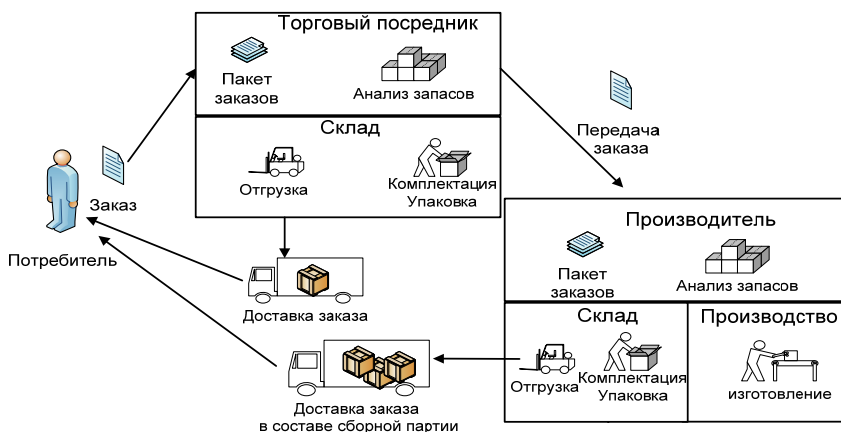 Торговый посредник
Пакет
заказов
Анализ запасов
Склад
Отгрузка
Комплектация
Упаковка
Заказ
Потребитель
Передача
заказа
Производитель
Пакет
заказов
Анализ запасов
Склад
Отгрузка
Комплектация
Упаковка
Производство
изготовление
Доставка заказа
Доставка заказа
в составе сборной партии